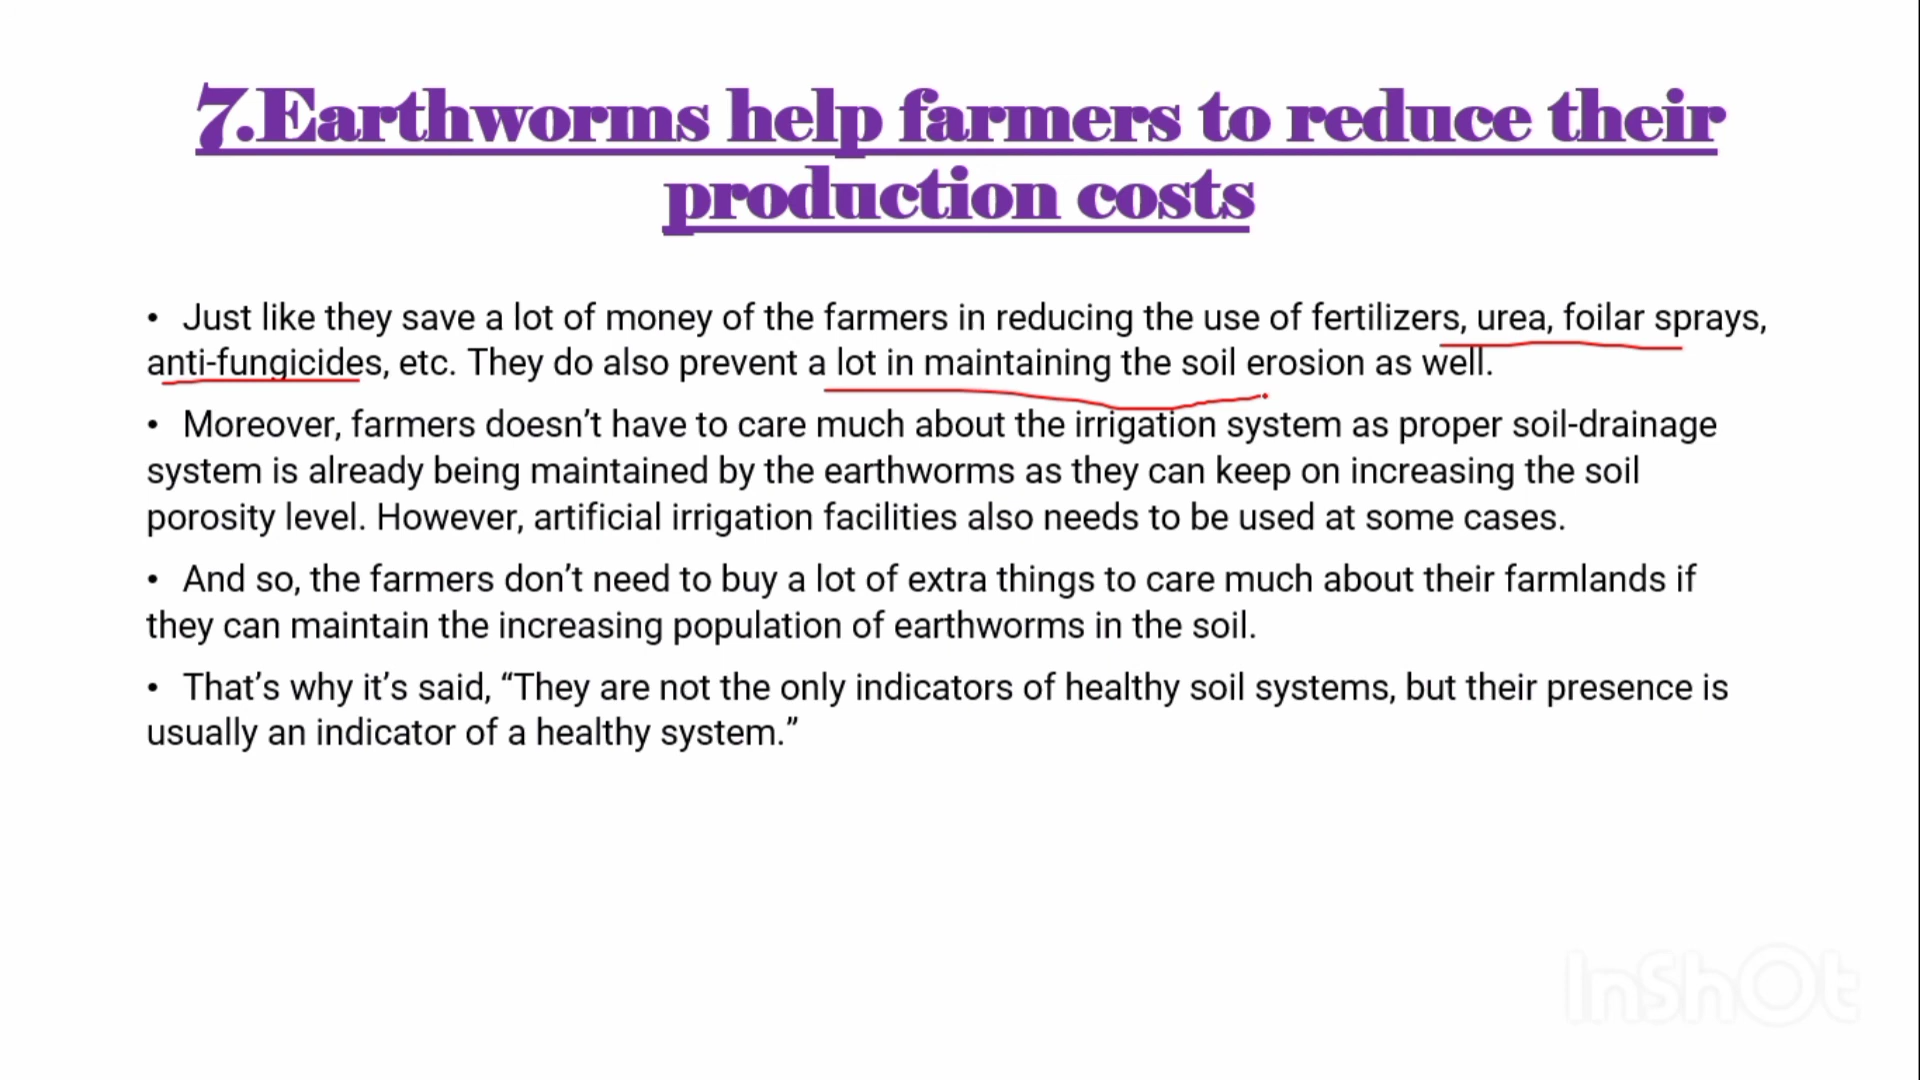 7.Earthworms help farmers to reduce their
production costs
• Just like they save a lot of money of the farmers in reducing the use of fertilizers, urea, foilar sprays,
anti-fungicides, etc. They do also prevent a lot in maintaining the soil erosion as well.
• Moreover, farmers doesn’t have to care much about the irrigation system as proper soil-drainage
system is already being maintained by the earthworms as they can keep on increasing the soil
porosity level. However, artificial irrigation facilities also needs to be used at some cases.
• And so, the farmers don’t need to buy a lot of extra things to care much about their farmlands if
they can maintain the increasing population of earthworms in the soil.
• That’s why it’s said, “They are not the only indicators of healthy soil systems, but their presence is
usually an indicator of a healthy system.”
InShOt